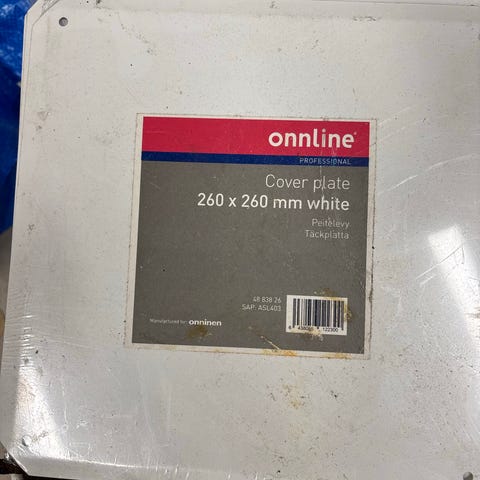 onnline
PROFESSIONAL
Cover plate
260 x 260 mm white
Peitelevy
Täckplatta
48 838 26
SAP: ASL403
Manufactured for: onninen